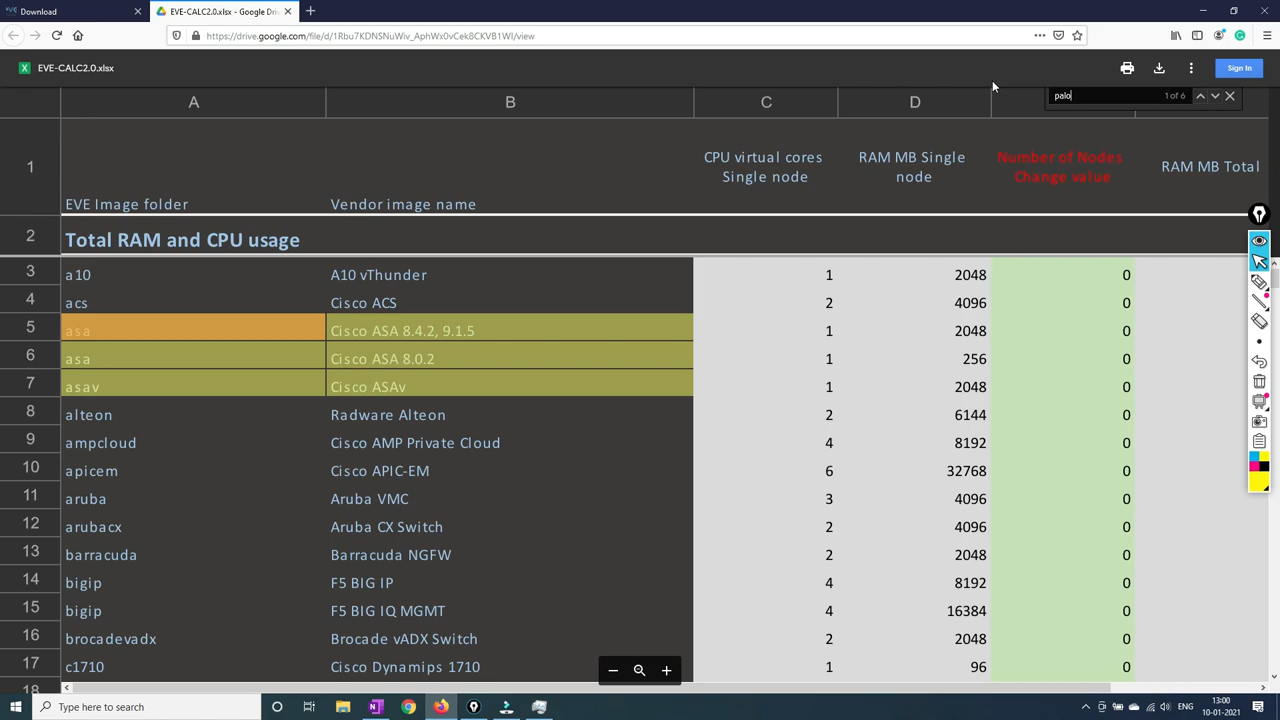 Download
EVE-CALC2.0.xlsx - Google Driv
https://drive.google.com/file/d/1Rbu7KDNSNuWiv_AphWx0vCek8CKVB1WI/view
EVE-CALC2.0.xlsx
Sign In
palo 1 of 6
A B C D
1 EVE Image folder Vendor image name CPU virtual cores Single node RAM MB Single node Number of Nodes Change value RAM MB Total
2 Total RAM and CPU usage
3 a10 A10 vThunder 1 2048 0
4 acs Cisco ACS 2 4096 0
5 asa Cisco ASA 8.4.2, 9.1.5 1 2048 0
6 asa Cisco ASA 8.0.2 1 256 0
7 asav Cisco ASAv 1 2048 0
8 alteon Radware Alteon 2 6144 0
9 ampcloud Cisco AMP Private Cloud 4 8192 0
10 apicem Cisco APIC-EM 6 32768 0
11 aruba Aruba VMC 3 4096 0
12 arubacx Aruba CX Switch 2 4096 0
13 barracuda Barracuda NGFW 2 2048 0
14 bigip F5 BIG IP 4 8192 0
15 bigip F5 BIG IQ MGMT 4 16384 0
16 brocadevadx Brocade vADX Switch 2 2048 0
17 c1710 Cisco Dynamips 1710 1 96 0
18
Type here to search
ENG
13:00
10-01-2021